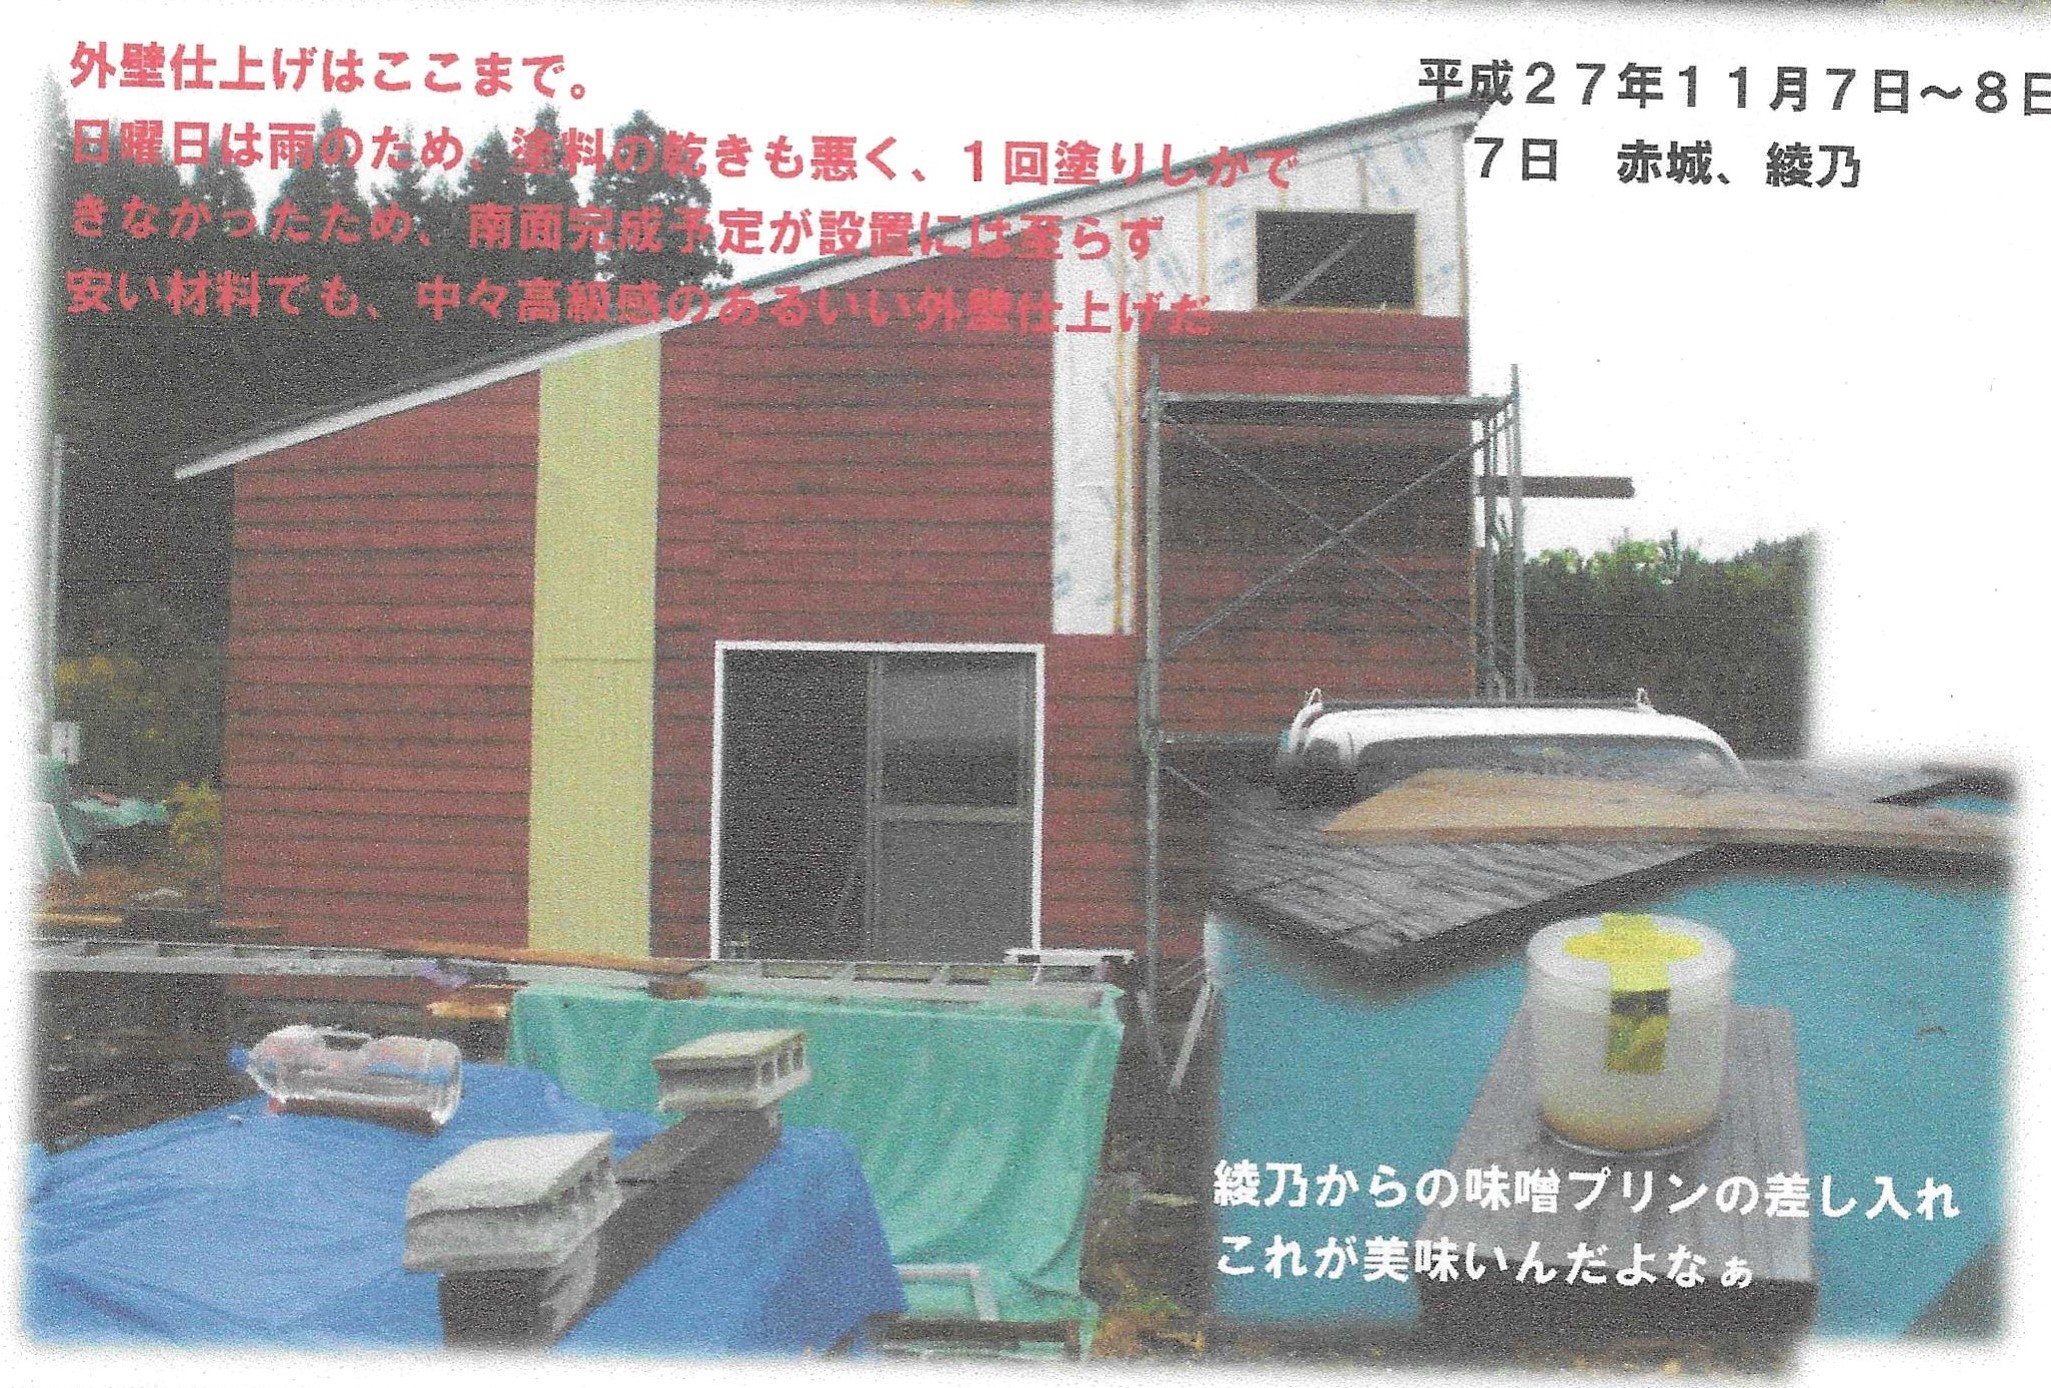 外壁仕上げはここまで。
日曜日は雨のため、塗料の乾きも悪く、1回塗りしかで
きなかったため、南面完成予定が設置には至らず
安い材料でも、中々高級感のあるいい外壁仕上げだ
平成27年11月7日～8日
7日　赤城、綾乃
綾乃からの味噌プリンの差し入れ
これが美味いんだよなぁ